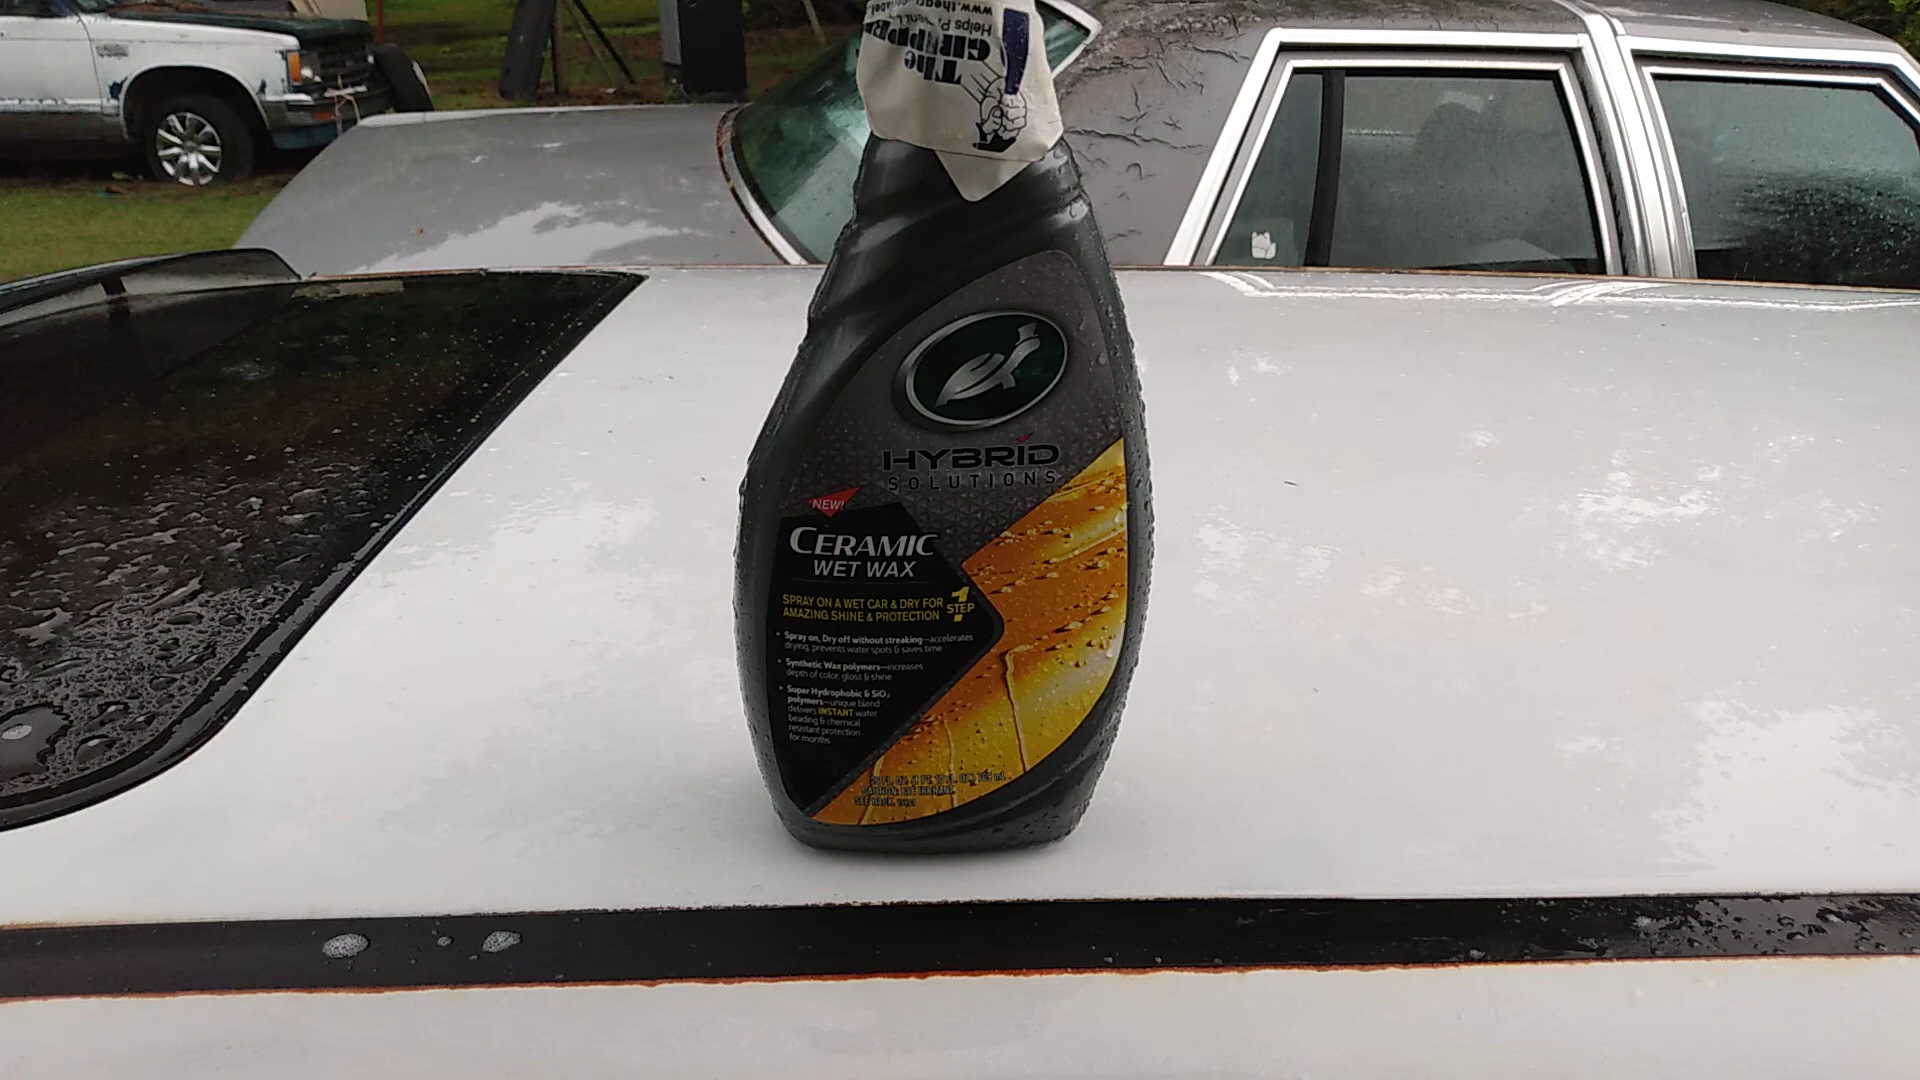 www.thegri
Helps P
The
GRIPPE
HYBRID
SOLUTIONS
NEW!
CERAMIC
WET WAX
SPRAY ON A WET CAR & DRY FOR
AMAZING SHINE & PROTECTION
1
STEP
Spray on, Dry off without streaking—accelerates
drying, prevents water spots & saves time
Synthetic Wax polymers—increases
depth of color, gloss & shine
Super Hydrophobic & SiO₂
polymers—unique blend
delivers INSTANT water
beading & chemical
resistant protection
for months
CAUTION: EYE IRRITANT.
SEE BACK.